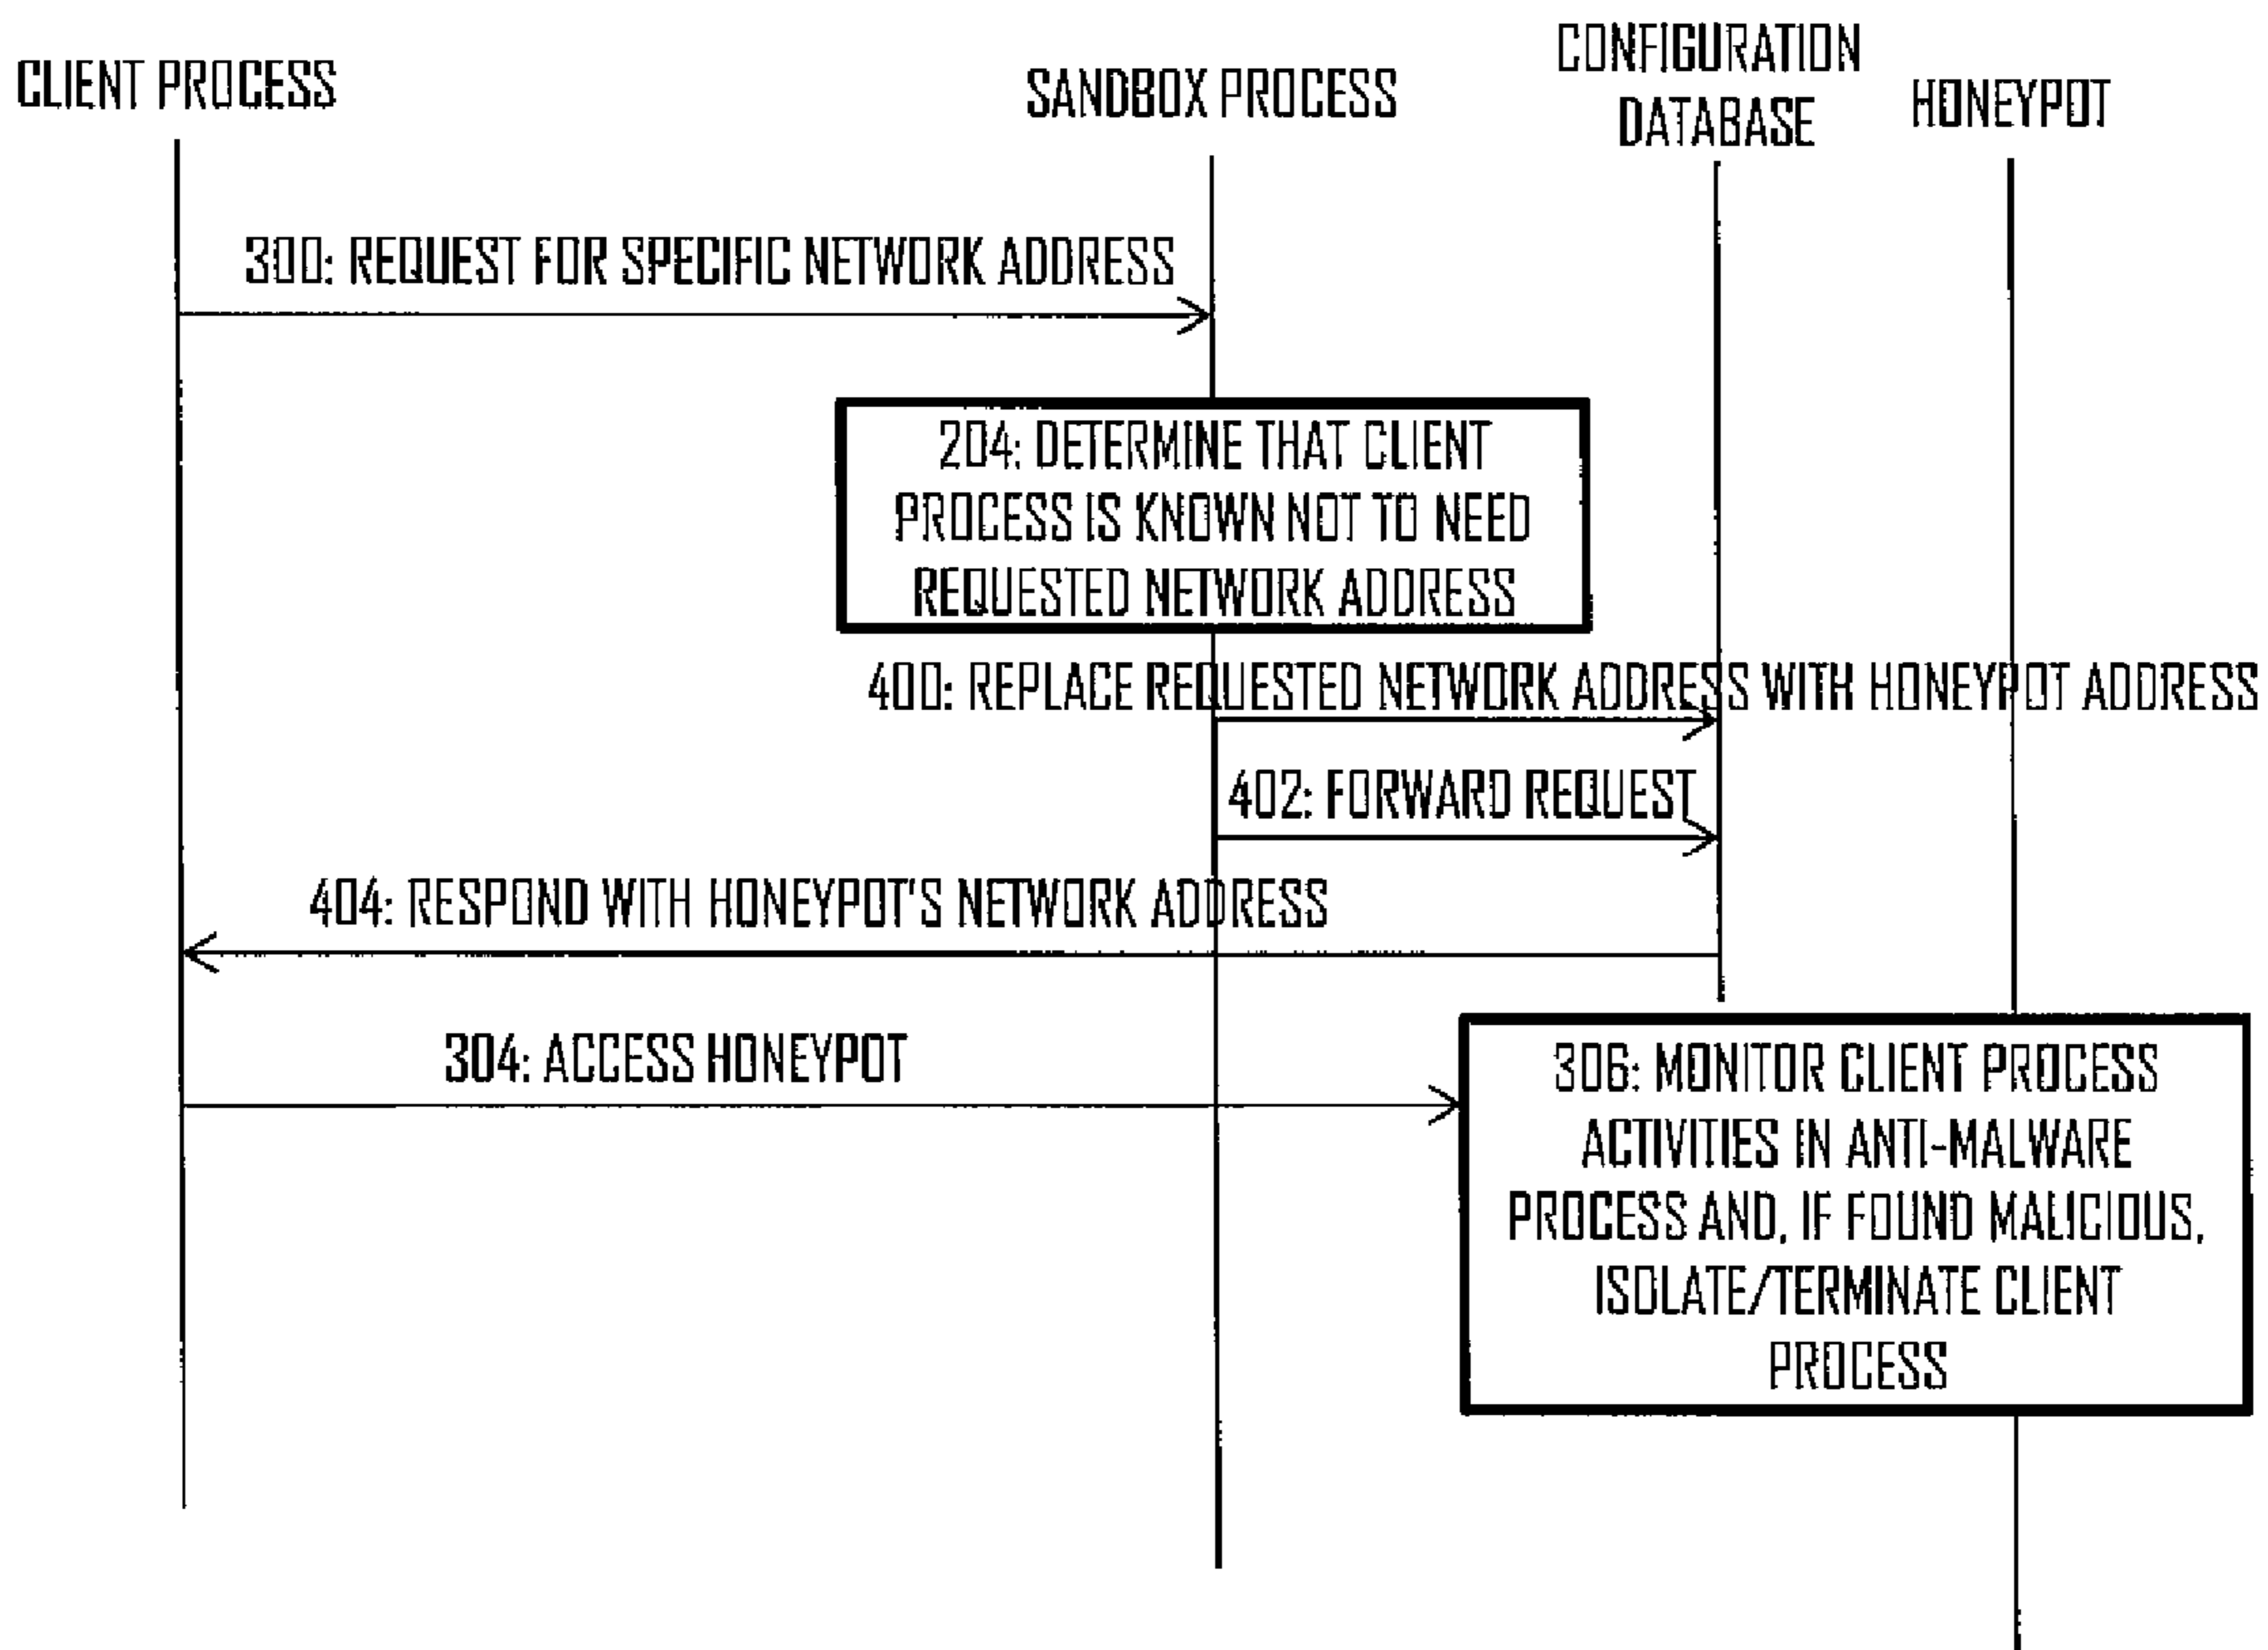 CLIENT PROCESS
SANDBOX PROCESS
CONFIGURATION
DATABASE
HONEYPOT
300: REQUEST FOR SPECIFIC NETWORK ADDRESS
204: DETERMINE THAT CLIENT
PROCESS IS KNOWN NOT TO NEED
REQUESTED NETWORK ADDRESS
400: REPLACE REQUESTED NETWORK ADDRESS WITH HONEYPOT ADDRESS
402: FORWARD REQUEST
404: RESPOND WITH HONEYPOT'S NETWORK ADDRESS
304: ACCESS HONEYPOT
306: MONITOR CLIENT PROCESS
ACTIVITIES IN ANTI-MALWARE
PROCESS AND, IF FOUND MALICIOUS,
ISOLATE/TERMINATE CLIENT
PROCESS